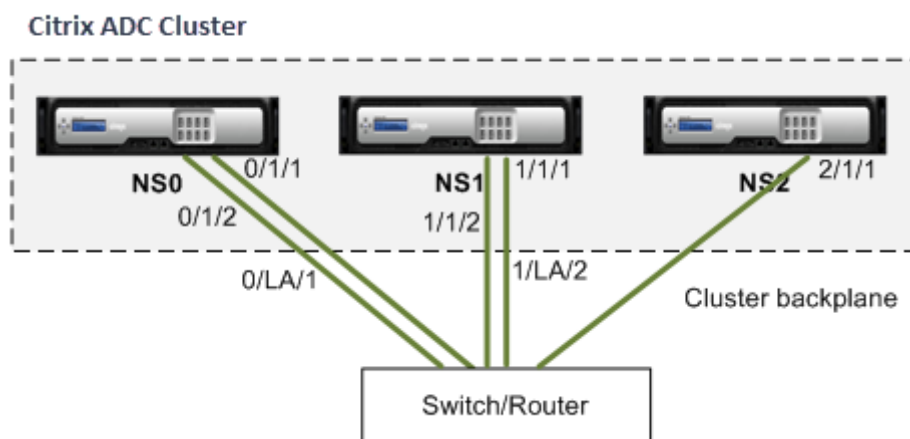 Citrix ADC Cluster
NS0
0/1/1
0/1/2
0/LA/1
NS1
1/1/1
1/1/2
1/LA/2
NS2
2/1/1
Cluster backplane
Switch/Router